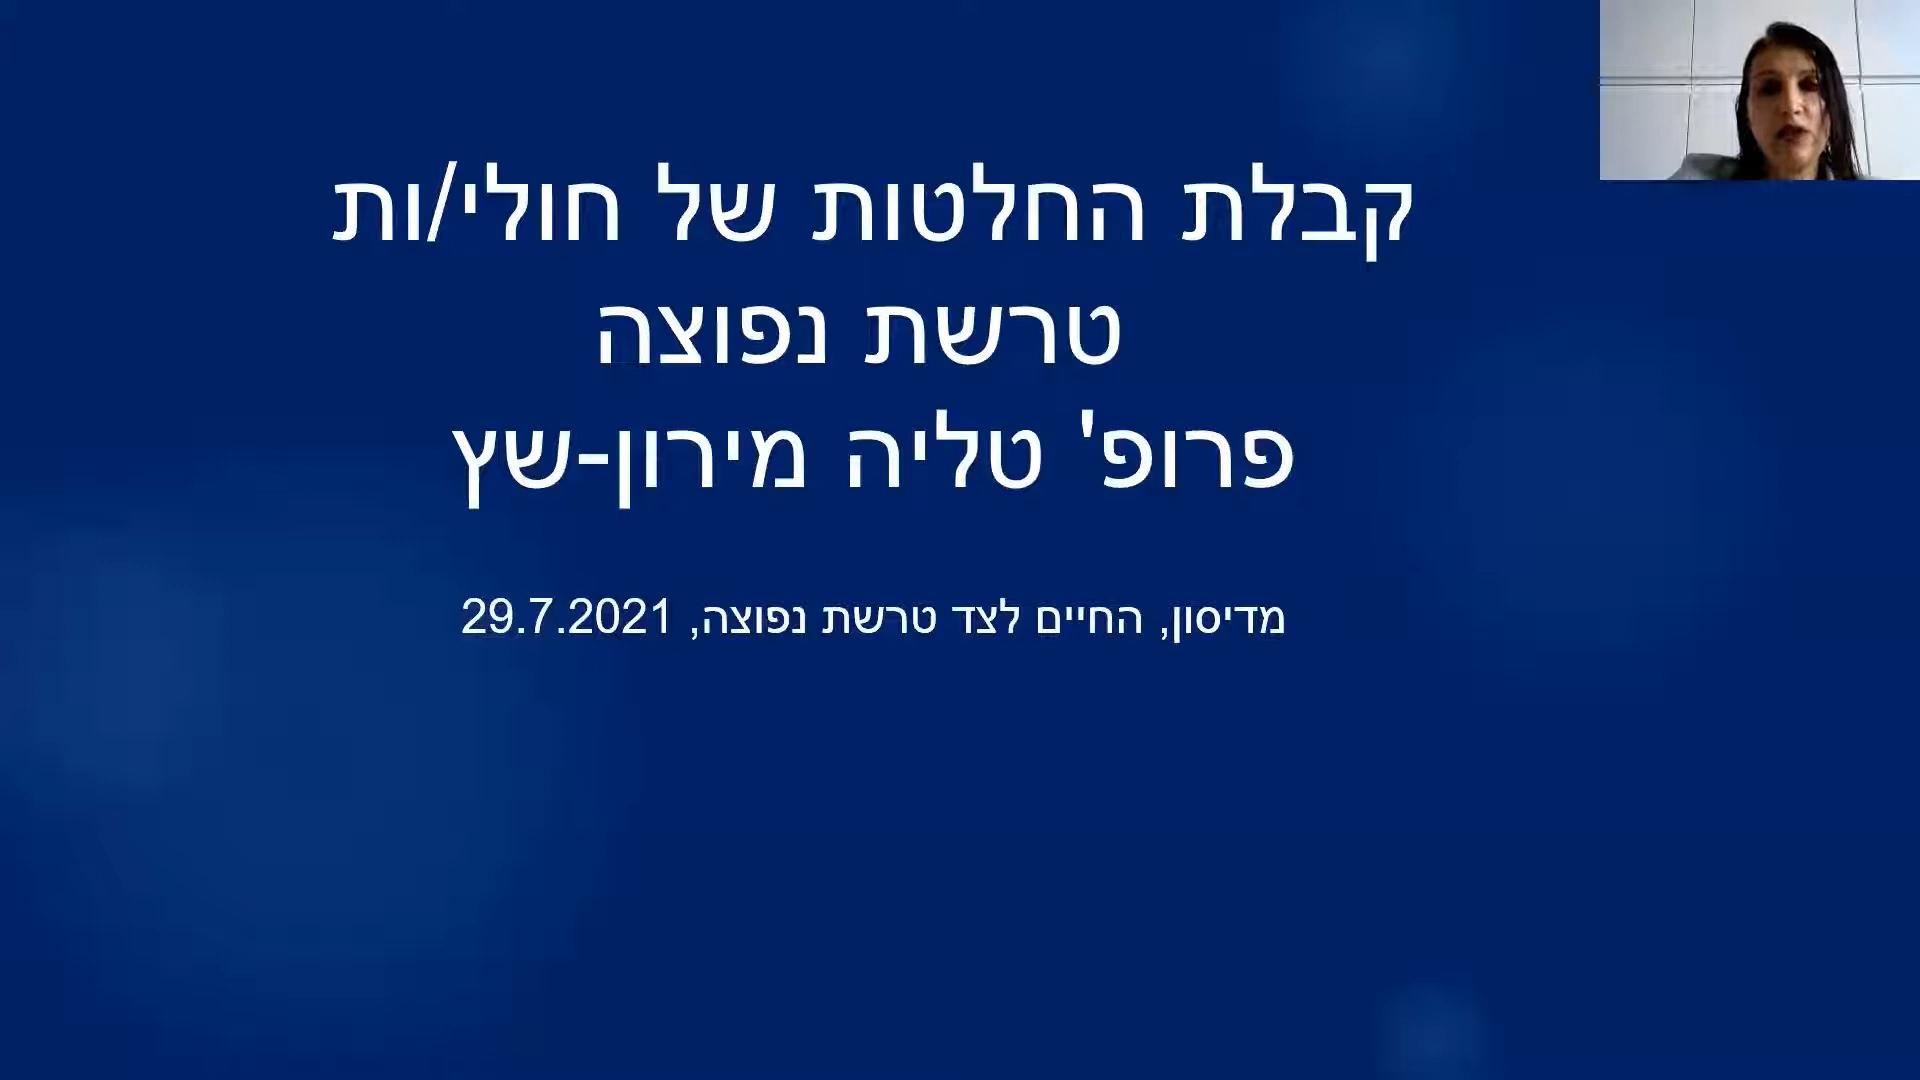 קבלת החלטות של חולי/ות
טרשת נפוצה
פרופ' טליה מירון-שץ
מדיסון, החיים לצד טרשת נפוצה, 29.7.2021